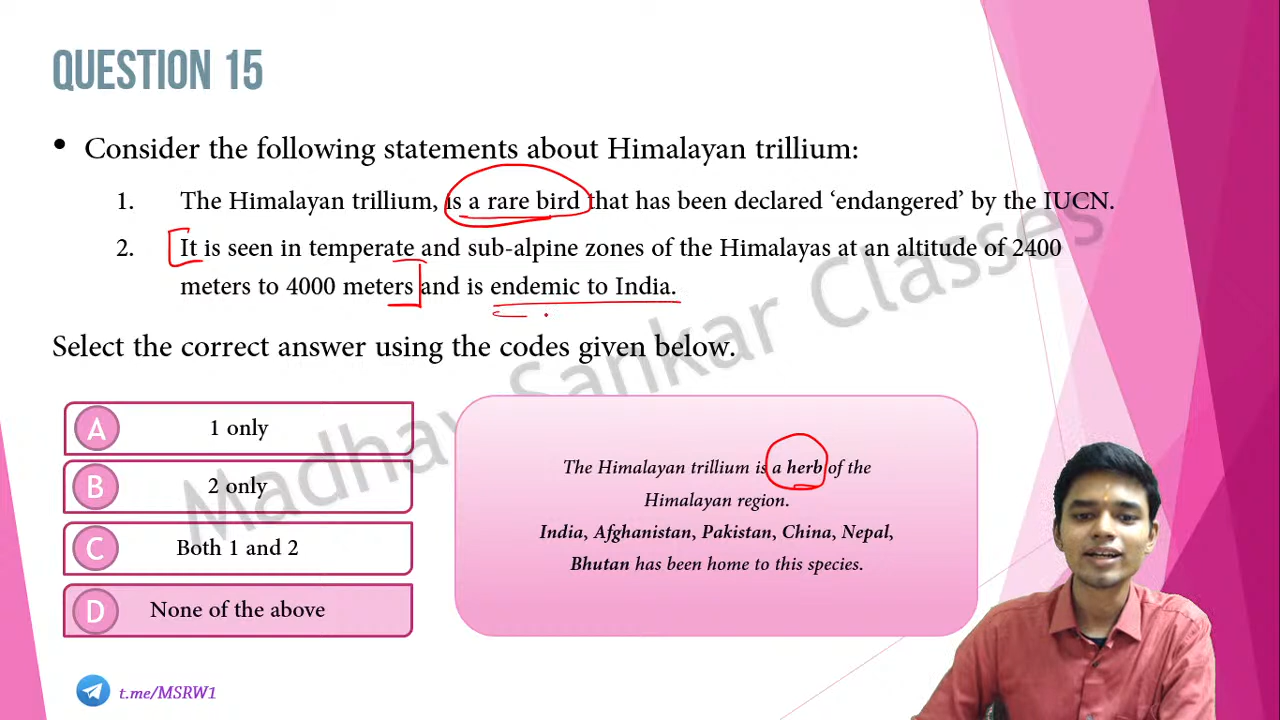 QUESTION 15
• Consider the following statements about Himalayan trillium:
1. The Himalayan trillium, is a rare bird that has been declared ‘endangered’ by the IUCN.
2. It is seen in temperate and sub-alpine zones of the Himalayas at an altitude of 2400
meters to 4000 meters and is endemic to India.
Select the correct answer using the codes given below.
A 1 only
B 2 only
C Both 1 and 2
D None of the above
The Himalayan trillium is a herb of the
Himalayan region.
India, Afghanistan, Pakistan, China, Nepal,
Bhutan has been home to this species.
Madhav Sankar Classes
t.me/MSRW1